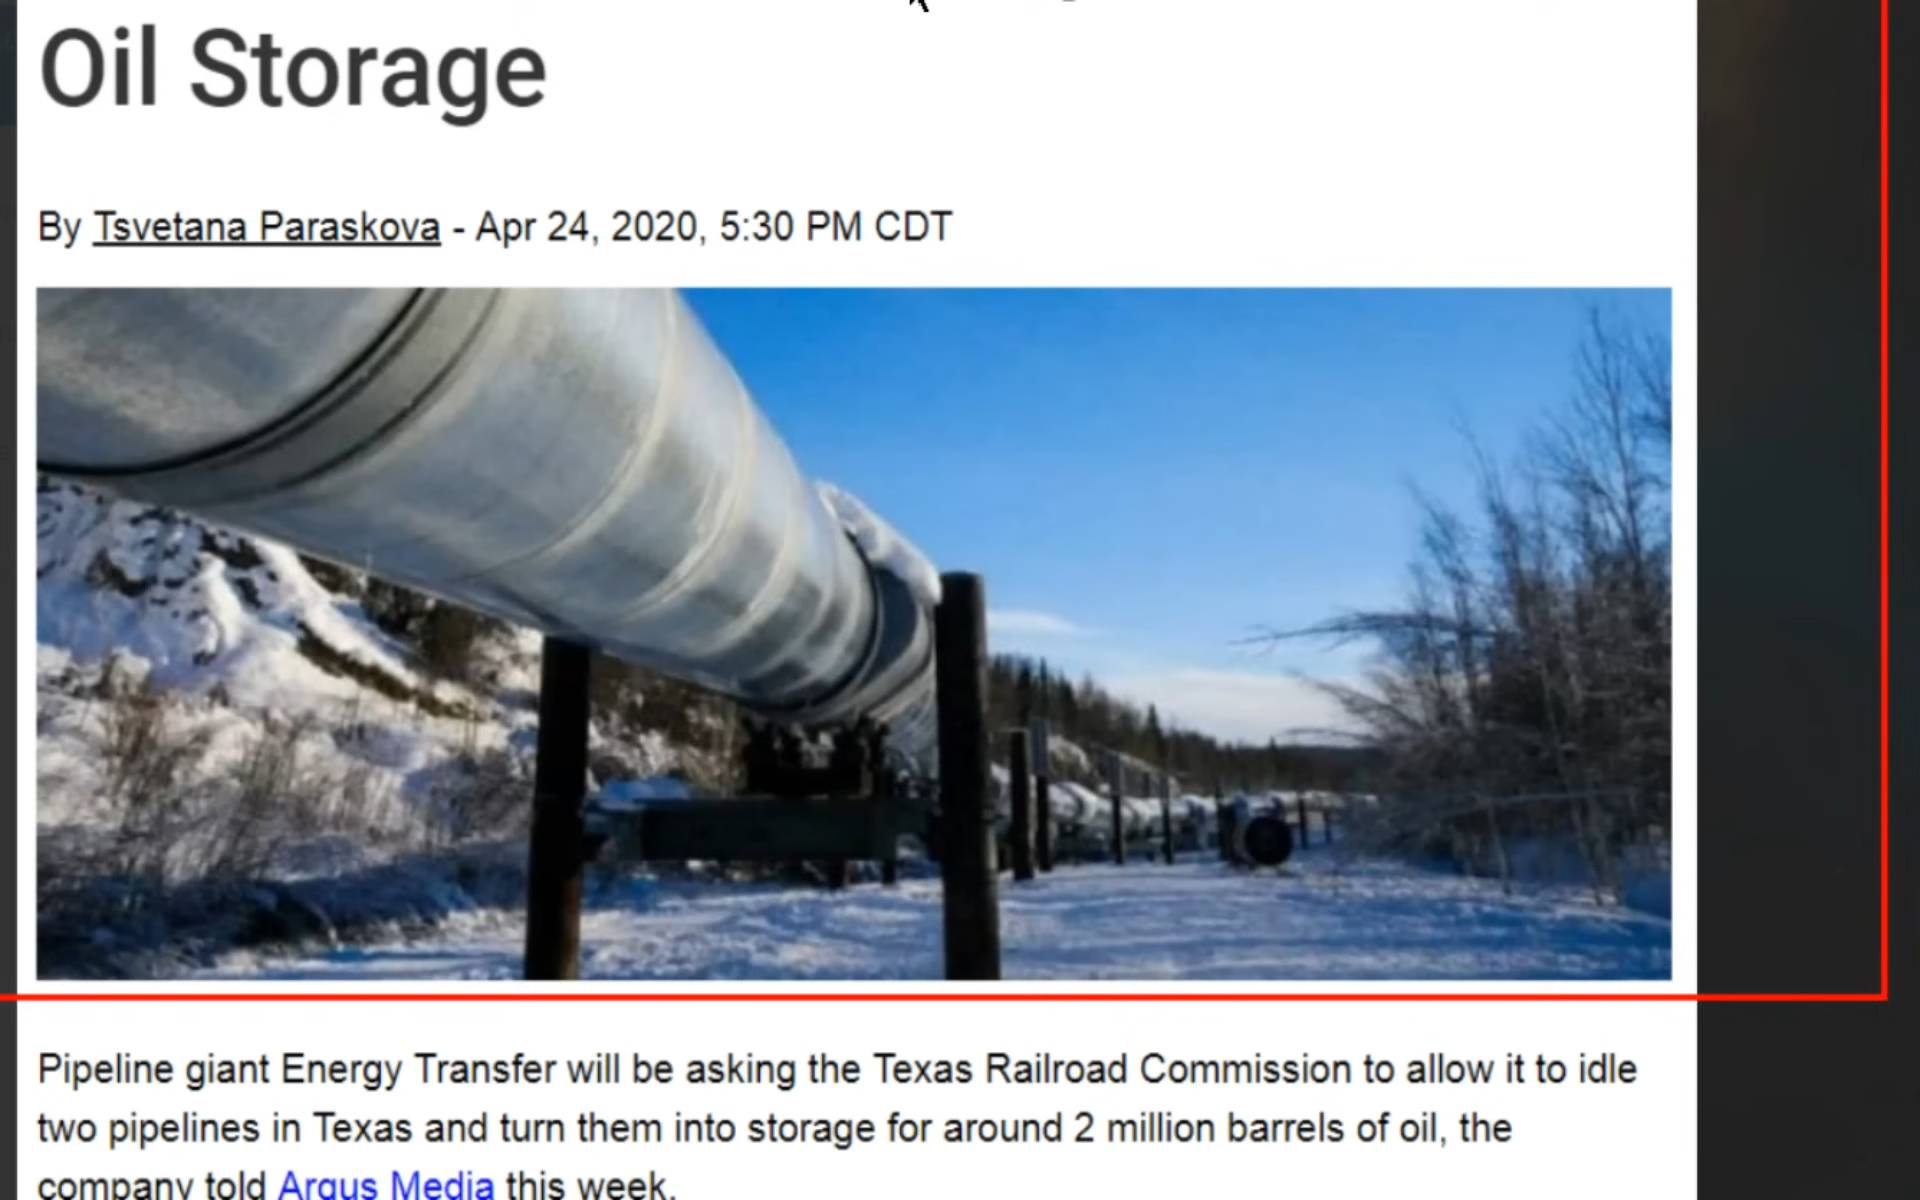 Oil Storage
By Tsvetana Paraskova - Apr 24, 2020, 5:30 PM CDT
Pipeline giant Energy Transfer will be asking the Texas Railroad Commission to allow it to idle
two pipelines in Texas and turn them into storage for around 2 million barrels of oil, the
company told Argus Media this week.